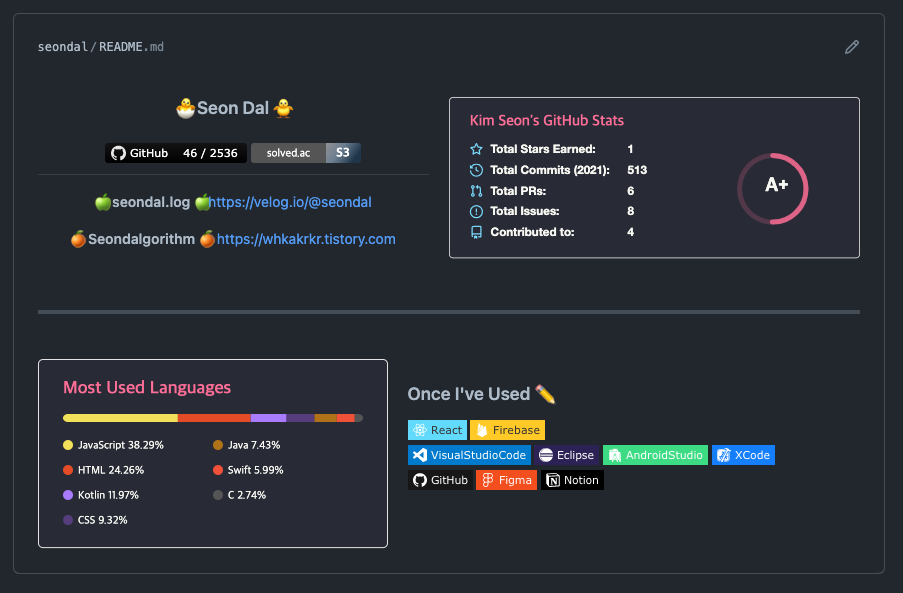 seondal/README.md
🐣Seon Dal 🐥
GitHub 46 / 2536 solved.ac S3
🍏seondal.log 🍏https://velog.io/@seondal
🍊Seondalgorithm 🍊https://whkakrkr.tistory.com
Kim Seon's GitHub Stats
Total Stars Earned: 1
Total Commits (2021): 513
Total PRs: 6
Total Issues: 8
Contributed to: 4
A+
Most Used Languages
JavaScript 38.29%
HTML 24.26%
Kotlin 11.97%
CSS 9.32%
Java 7.43%
Swift 5.99%
C 2.74%
Once I've Used ✏️
React Firebase
VisualStudioCode Eclipse AndroidStudio XCode
GitHub Figma Notion